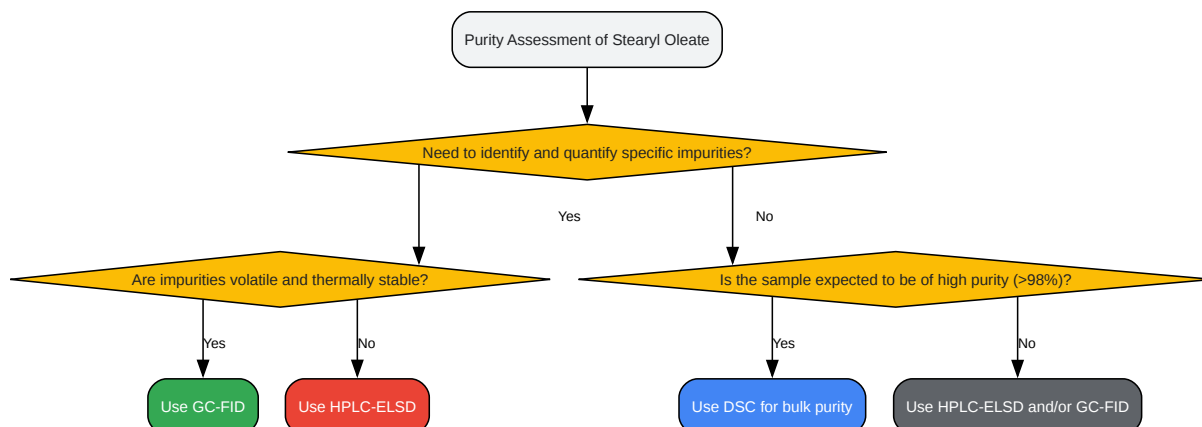 Purity Assessment of Stearyl Oleate
Need to identify and quantify specific impurities?
Yes
No
Are impurities volatile and thermally stable?
Is the sample expected to be of high purity (>98%)?
Yes
No
Yes
No
Use GC-FID
Use HPLC-ELSD
Use DSC for bulk purity
Use HPLC-ELSD and/or GC-FID